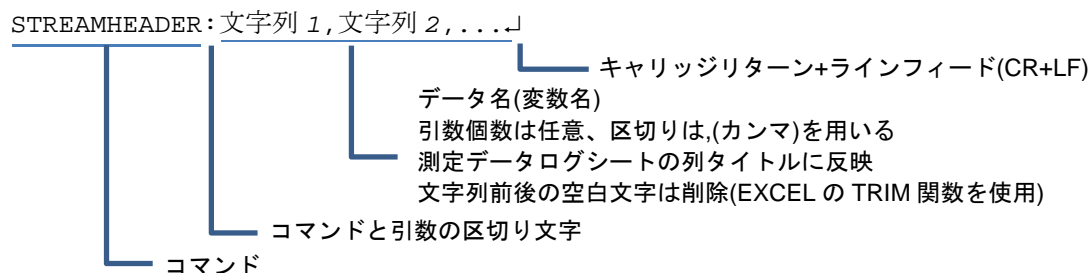 STREAMHEADER:文字列 1,文字列 2,...↵
キャリッジリターン+ラインフィード(CR+LF)
データ名(変数名)
引数個数は任意、区切りは,(カンマ)を用いる
測定データログシートの列タイトルに反映
文字列前後の空白文字は削除(EXCEL の TRIM 関数を使用)
コマンドと引数の区切り文字
コマンド